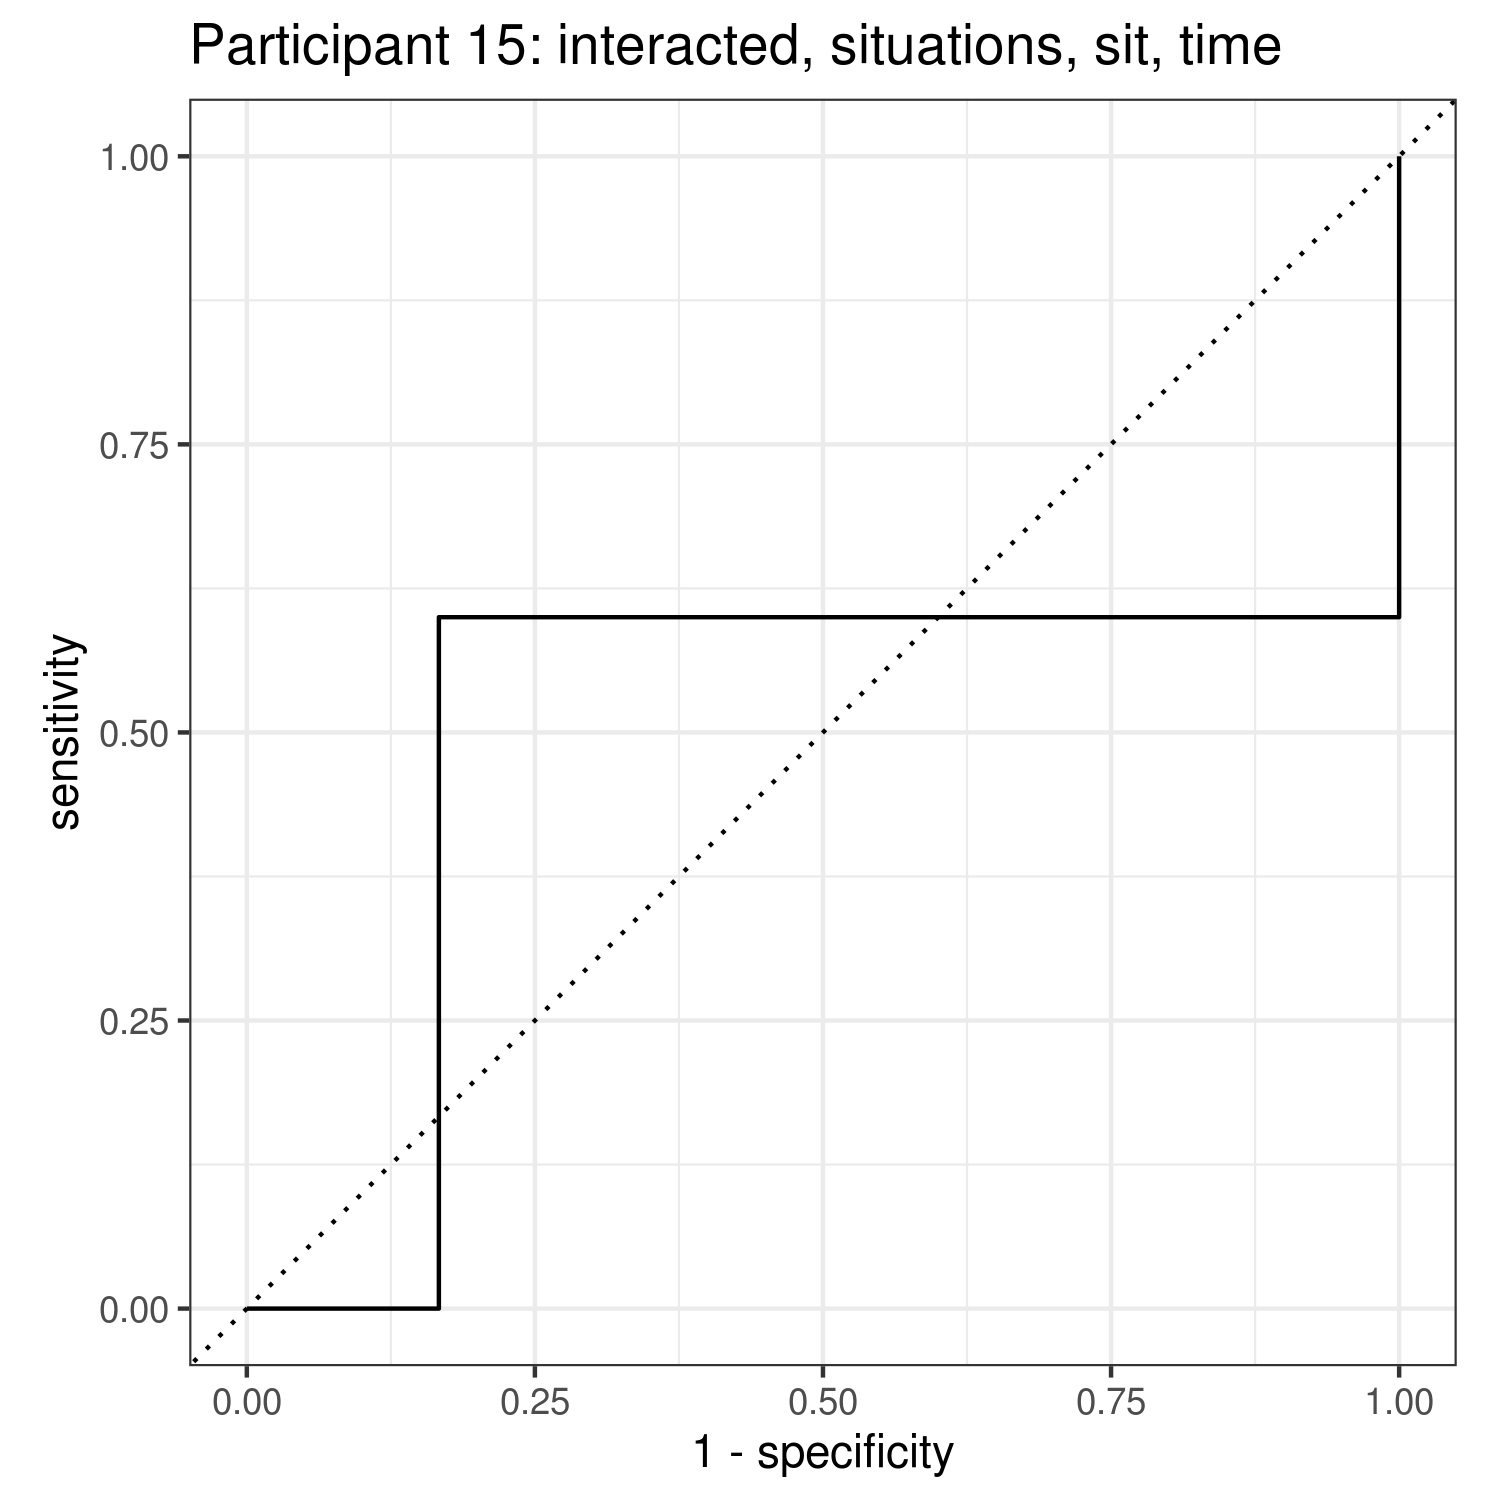 Participant 15: interacted, situations, sit, time
1.00
0.75
0.50
0.25
0.00
sensitivity
0.00 0.25 0.50 0.75 1.00
1 - specificity